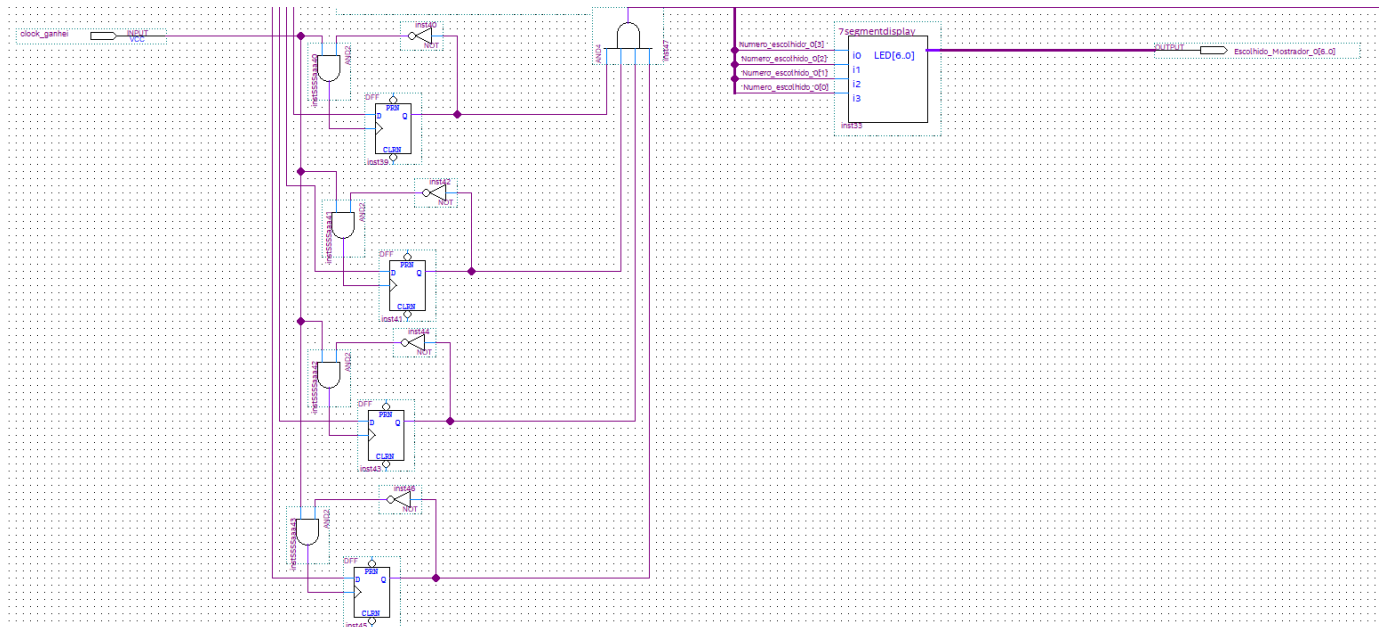 clock_ganhei
INPUT
VCC
inst40
NOT
AND2
DFF
PRN
D
Q
CLRN
inst39
inst42
NOT
AND2
DFF
PRN
D
Q
CLRN
inst41
inst44
NOT
AND2
DFF
PRN
D
Q
CLRN
inst43
inst46
NOT
AND2
DFF
PRN
D
Q
CLRN
inst45
AND4
inst47
Numero_escolhido_0[3]
Numero_escolhido_0[2]
Numero_escolhido_0[1]
Numero_escolhido_0[0]
7segmentdisplay
i0
LED[6..0]
i1
i2
i3
inst33
OUTPUT
Escolhido_Mostrador_0[6..0]